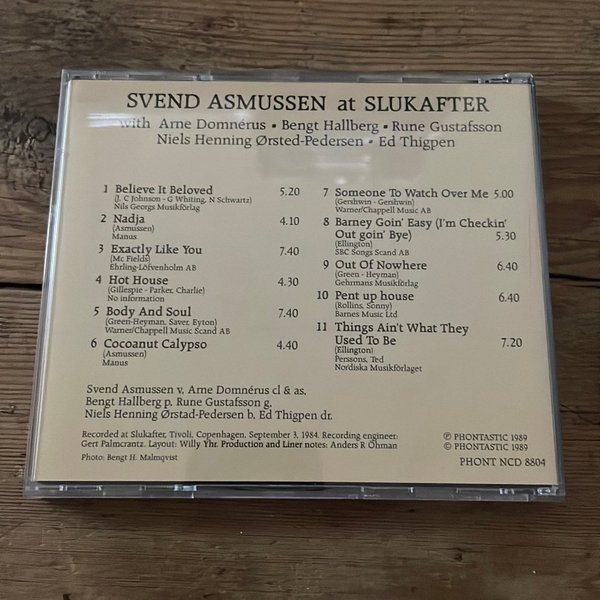 SVEND ASMUSSEN at SLUKAFTER
with Arne Domnérus • Bengt Hallberg • Rune Gustafsson
Niels Henning Ørsted-Pedersen • Ed Thigpen
1 Believe It Beloved 5.20
(J. C Johnson - G Whiting, N Schwartz)
Nils Georgs Musikförlag
2 Nadja 4.10
(Asmussen)
Manus
3 Exactly Like You 7.40
(Mc Fields)
Ehrling-Löfvenholm AB
4 Hot House 4.30
(Gillespie - Parker, Charlie)
No information
5 Body And Soul 7.40
(Green-Heyman, Saver, Eyton)
Warner/Chappell Music Scand AB
6 Cocoanut Calypso 4.40
(Asmussen)
Manus
7 Someone To Watch Over Me 5.00
(Gershwin - Gershwin)
Warner/Chappell Music AB
8 Barney Goin' Easy (I'm Checkin'
Out goin' Bye) 5.30
(Ellington)
SBC Songs Scand AB
9 Out Of Nowhere 6.40
(Green - Heyman)
Gehrmans Musikförlag
10 Pent up house 6.40
(Rollins, Sonny)
Barnes Music Ltd
11 Things Ain't What They
Used To Be 7.20
(Ellington)
Perssons, Ted
Nordiska Musikförlaget
Svend Asmussen v, Arne Domnérus cl & as,
Bengt Hallberg p, Rune Gustafsson g,
Niels Henning Ørstad-Pedersen b, Ed Thigpen dr.
Recorded at Slukafter, Tivoli, Copenhagen, September 3, 1984. Recording engineer:
Gert Palmcrantz. Layout: Willy Yhr. Production and Liner notes: Anders R Öhman
Photo: Bengt H. Malmqvist
℗ PHONTASTIC 1989
© PHONTASTIC 1989
PHONT NCD 8804